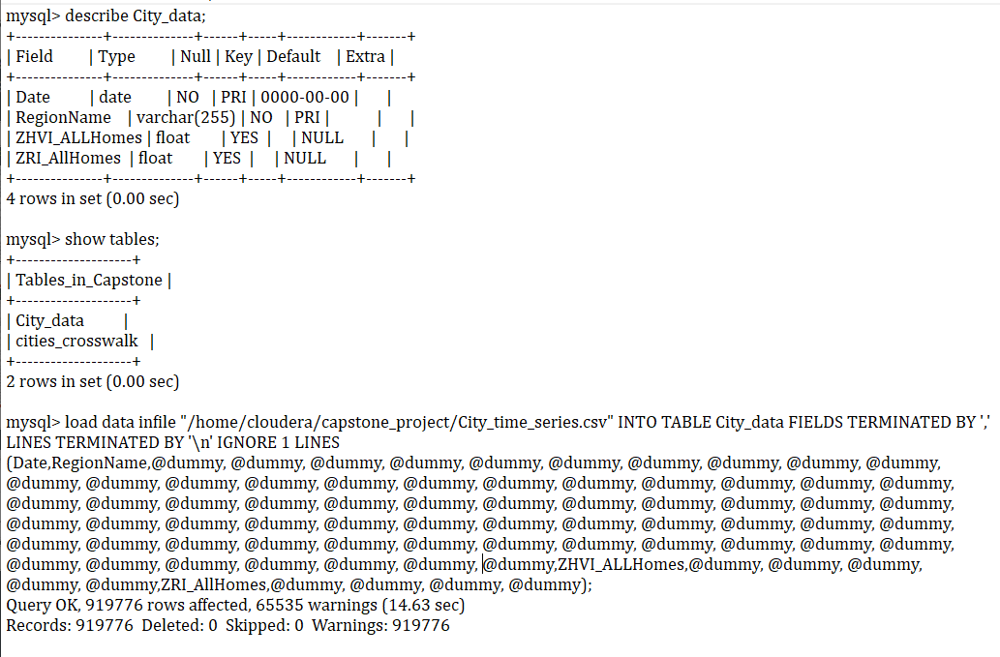 mysql> describe City_data;
+---------------+--------------+------+-----+------------+-------+
| Field | Type | Null | Key | Default | Extra |
+---------------+--------------+------+-----+------------+-------+
| Date | date | NO | PRI | 0000-00-00 | |
| RegionName | varchar(255) | NO | PRI | | |
| ZHVI_ALLHomes | float | YES | | NULL | |
| ZRI_AllHomes | float | YES | | NULL | |
+---------------+--------------+------+-----+------------+-------+
4 rows in set (0.00 sec)
mysql> show tables;
+--------------------+
| Tables_in_Capstone |
+--------------------+
| City_data |
| cities_crosswalk |
+--------------------+
2 rows in set (0.00 sec)
mysql> load data infile "/home/cloudera/capstone_project/City_time_series.csv" INTO TABLE City_data FIELDS TERMINATED BY ','
LINES TERMINATED BY '\n' IGNORE 1 LINES
(Date,RegionName,@dummy, @dummy, @dummy, @dummy, @dummy, @dummy, @dummy, @dummy, @dummy, @dummy,
@dummy, @dummy, @dummy, @dummy, @dummy, @dummy, @dummy, @dummy, @dummy, @dummy, @dummy, @dummy,
@dummy, @dummy, @dummy, @dummy, @dummy, @dummy, @dummy, @dummy, @dummy, @dummy, @dummy, @dummy,
@dummy, @dummy, @dummy, @dummy, @dummy, @dummy, @dummy, @dummy, @dummy, @dummy, @dummy, @dummy,
@dummy, @dummy, @dummy, @dummy, @dummy, @dummy, @dummy, @dummy, @dummy, @dummy, @dummy, @dummy,
@dummy, @dummy, @dummy, @dummy, @dummy, @dummy, @dummy,ZHVI_ALLHomes,@dummy, @dummy, @dummy,
@dummy, @dummy,ZRI_AllHomes,@dummy, @dummy, @dummy, @dummy);
Query OK, 919776 rows affected, 65535 warnings (14.63 sec)
Records: 919776 Deleted: 0 Skipped: 0 Warnings: 919776